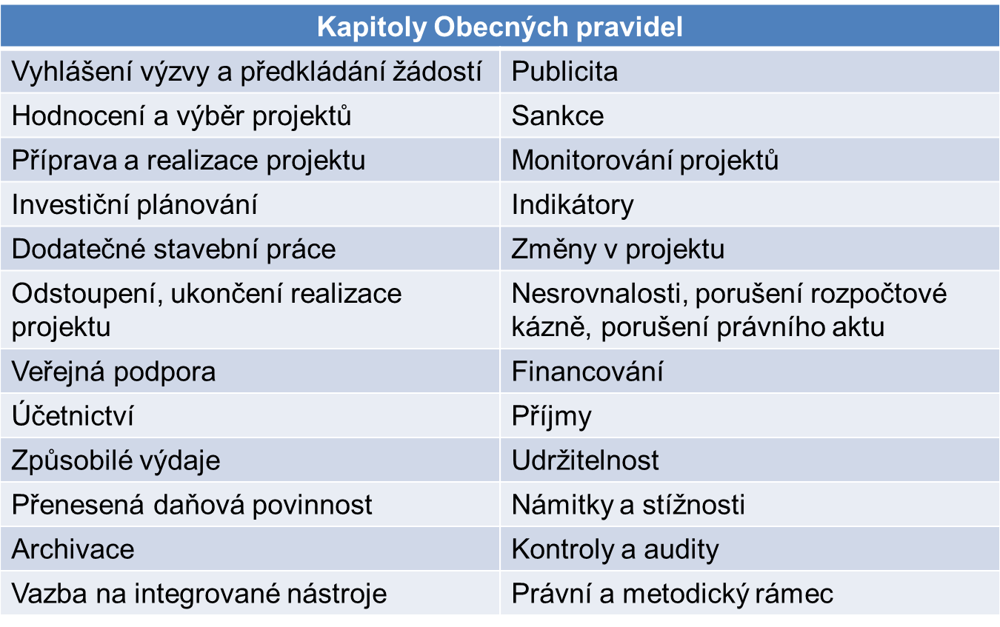 Kapitoly Obecných pravidel
Vyhlášení výzvy a předkládání žádostí
Publicita
Hodnocení a výběr projektů
Sankce
Příprava a realizace projektu
Monitorování projektů
Investiční plánování
Indikátory
Dodatečné stavební práce
Změny v projektu
Odstoupení, ukončení realizace
projektu
Nesrovnalosti, porušení rozpočtové
kázně, porušení právního aktu
Veřejná podpora
Financování
Účetnictví
Příjmy
Způsobilé výdaje
Udržitelnost
Přenesená daňová povinnost
Námitky a stížnosti
Archivace
Kontroly a audity
Vazba na integrované nástroje
Právní a metodický rámec